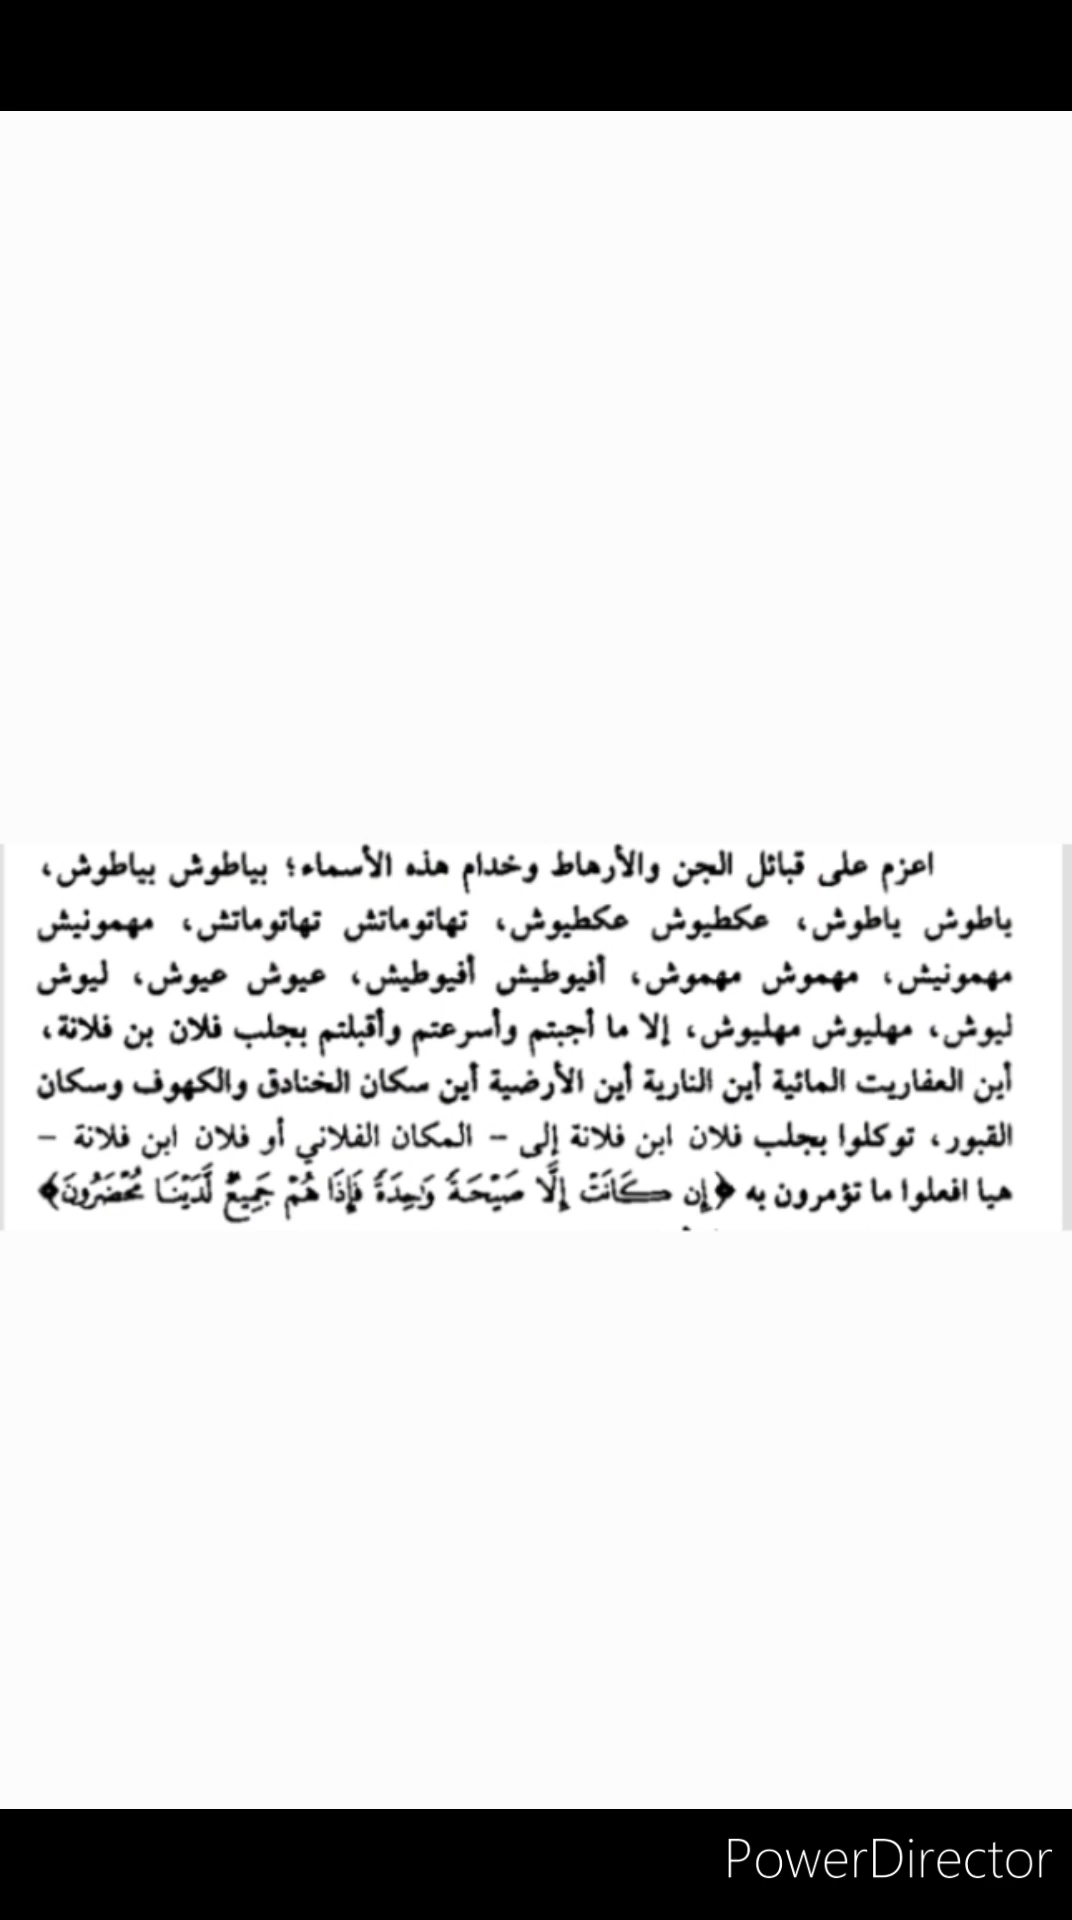 اعزم على قبائل الجن والأرهاط وخدام هذه الأسماء؛ بياطوش بياطوش،
ياطوش ياطوش، عكطيوش عكطيوش، تهاتوماتش تهاتوماتش، مهمونيش
مهمونيش، مهموش مهموش، أفيوطيش أفيوطيش، عيوش عيوش، ليوش
ليوش، مهليوش مهليوش، إلا ما أجبتم وأسرعتم وأقبلتم بجلب فلان بن فلانة،
أين العفاريت المائية أين النارية أين الأرضية أين سكان الخنادق والكهوف وسكان
القبور، توكلوا بجلب فلان ابن فلانة إلى – المكان الفلاني أو فلان ابن فلانة –
هيا افعلوا ما تؤمرون به ﴿إِن كَانَتْ إِلَّا صَيْحَةً وَاحِدَةً فَإِذَا هُمْ جَمِيعٌ لَّدَيْنَا مُحْضَرُونَ﴾
PowerDirector